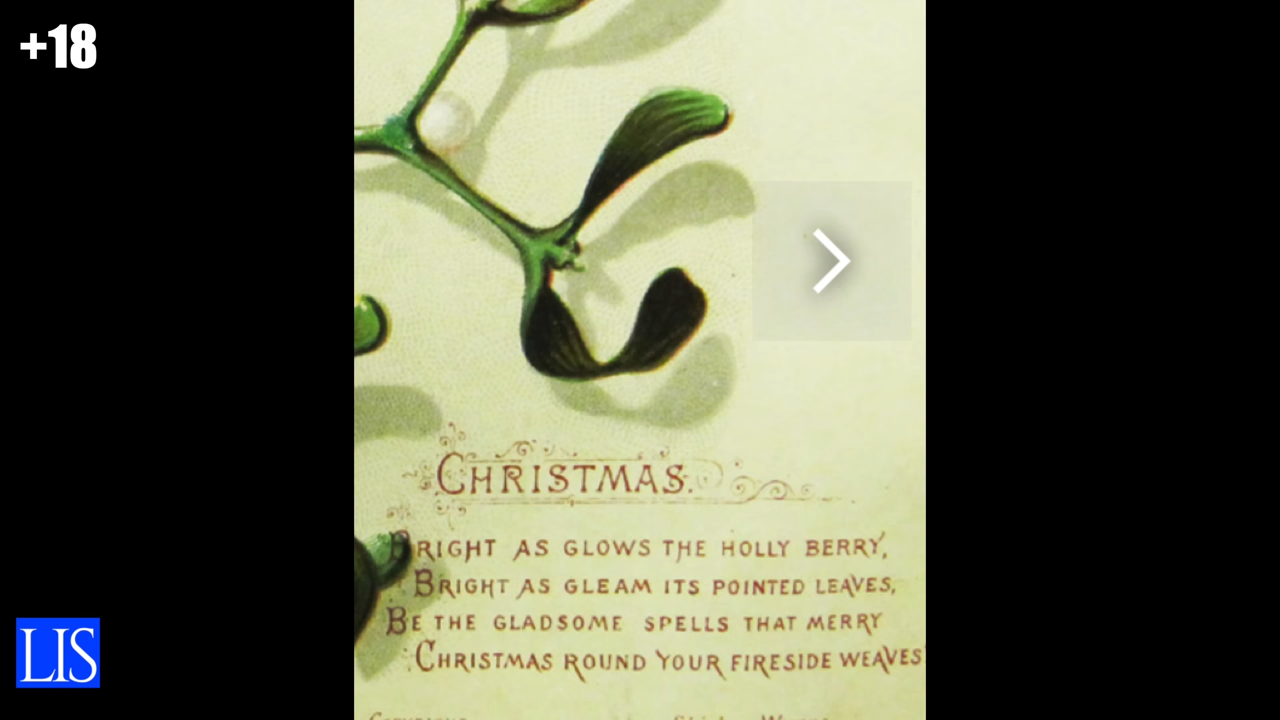 +18
CHRISTMAS.
BRIGHT AS GLOWS THE HOLLY BERRY,
BRIGHT AS GLEAM ITS POINTED LEAVES,
BE THE GLADSOME SPELLS THAT MERRY
CHRISTMAS ROUND YOUR FIRESIDE WEAVES
LIS